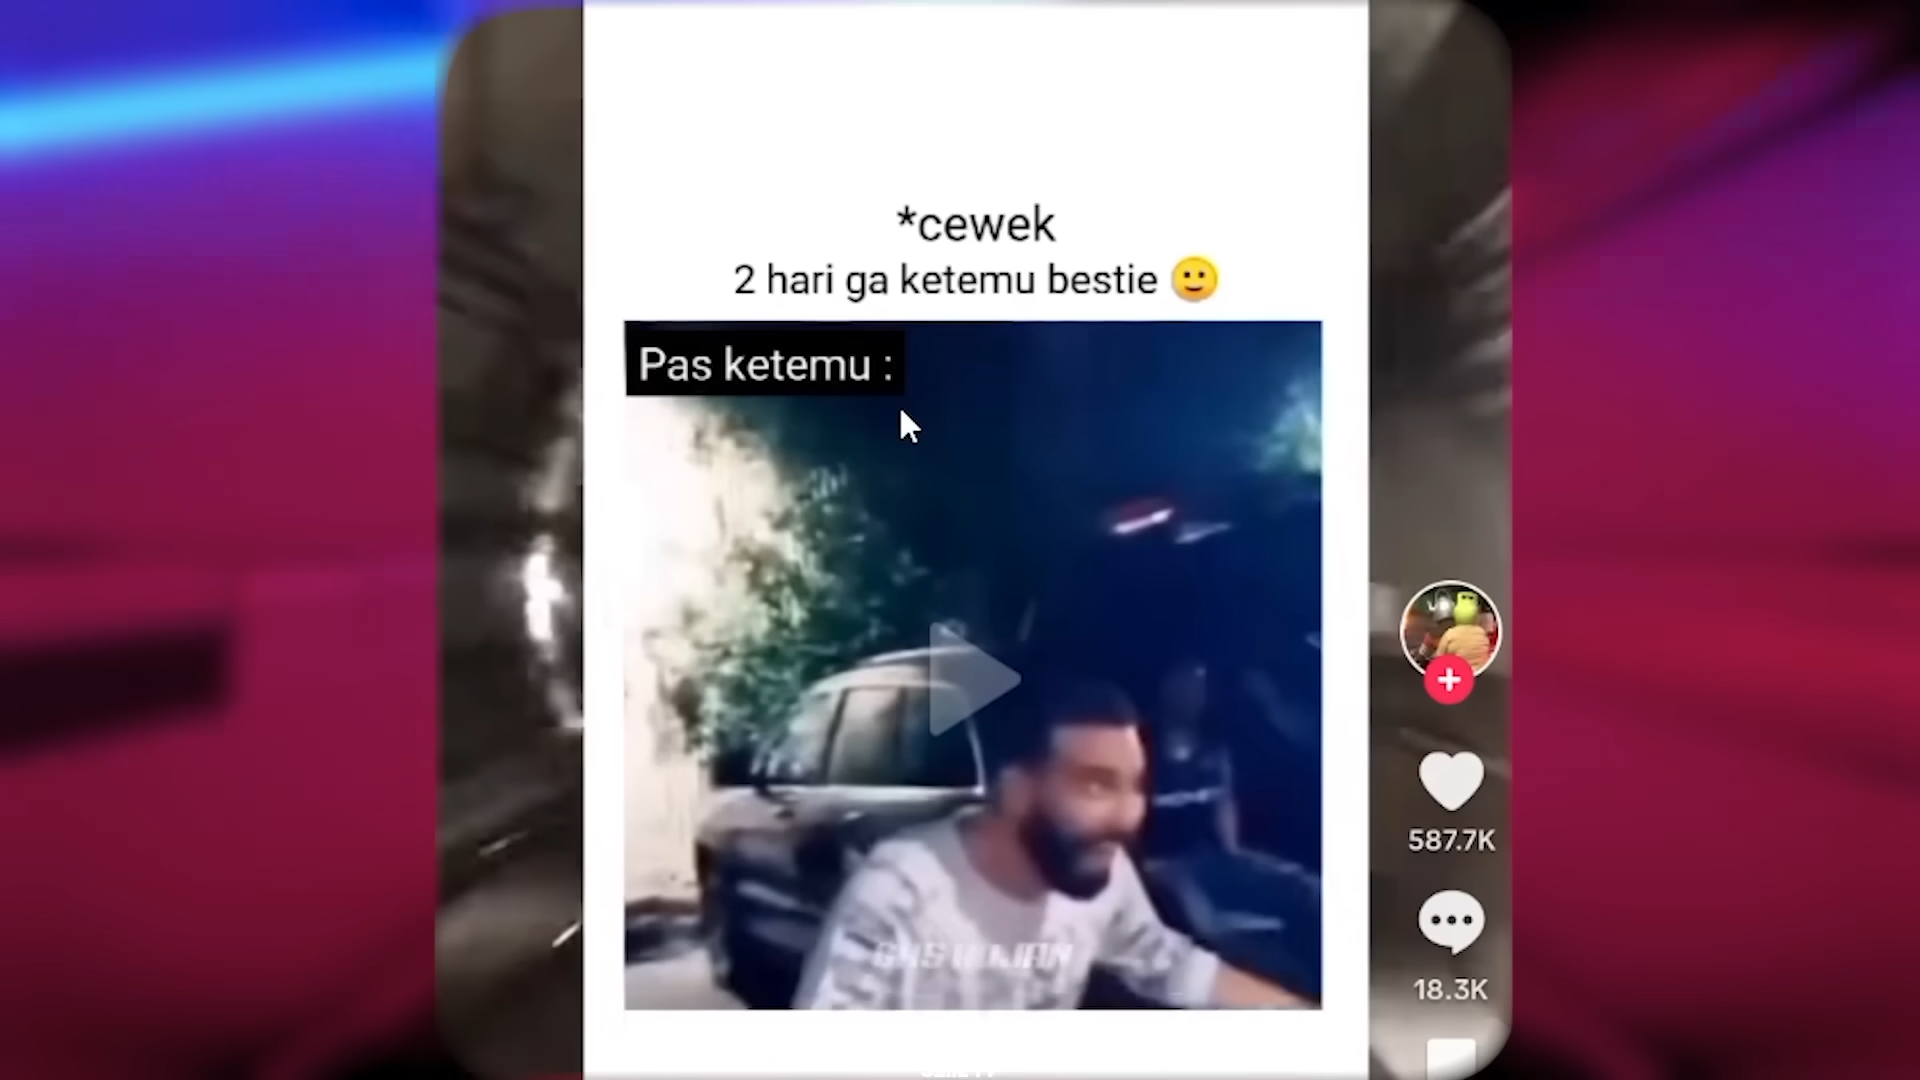 *cewek
2 hari ga ketemu bestie 🙂
Pas ketemu :
587.7K
18.3K